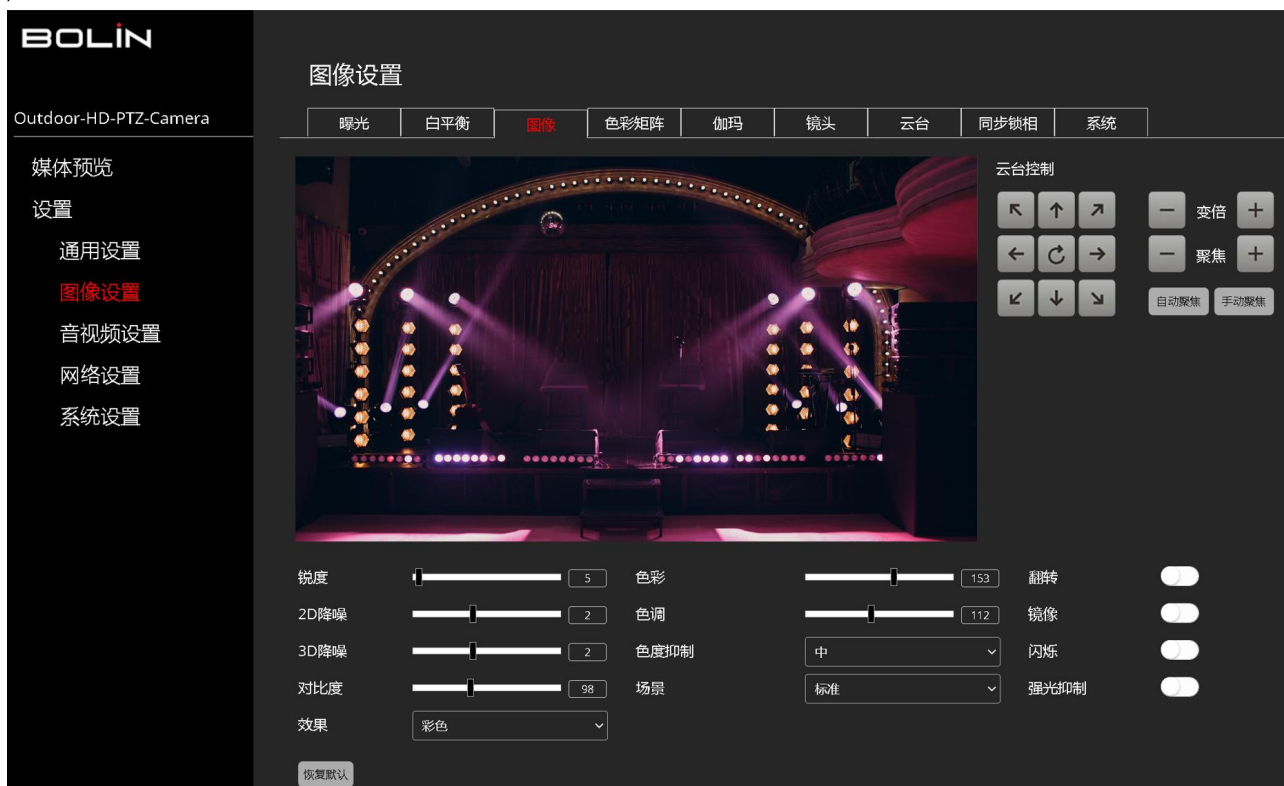 BOLIN
Outdoor-HD-PTZ-Camera
媒体预览
设置
通用设置
图像设置
音视频设置
网络设置
系统设置
图像设置
曝光 白平衡 图像 色彩矩阵 伽玛 镜头 云台 同步锁相 系统
云台控制
变倍
聚焦
自动聚焦 手动聚焦
锐度 5 色彩 153 翻转
2D降噪 2 色调 112 镜像
3D降噪 2 色度抑制 中 闪烁
对比度 98 场景 标准 强光抑制
效果 彩色
恢复默认